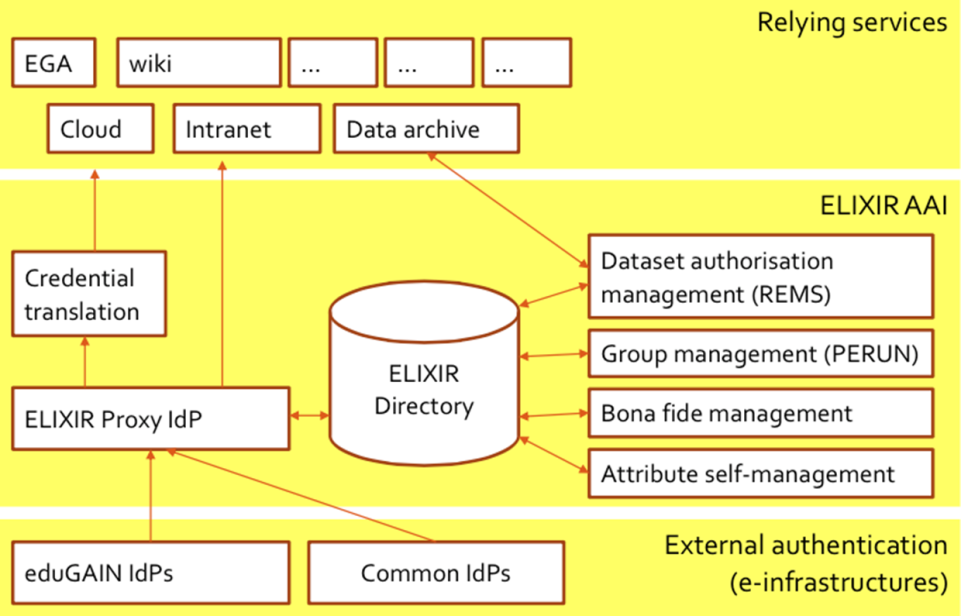 Relying services
EGA
wiki
...
...
...
Cloud
Intranet
Data archive
ELIXIR AAI
Credential
translation
Dataset authorisation
management (REMS)
Group management (PERUN)
ELIXIR
Directory
ELIXIR Proxy IdP
Bona fide management
Attribute self-management
External authentication
(e-infrastructures)
eduGAIN IdPs
Common IdPs